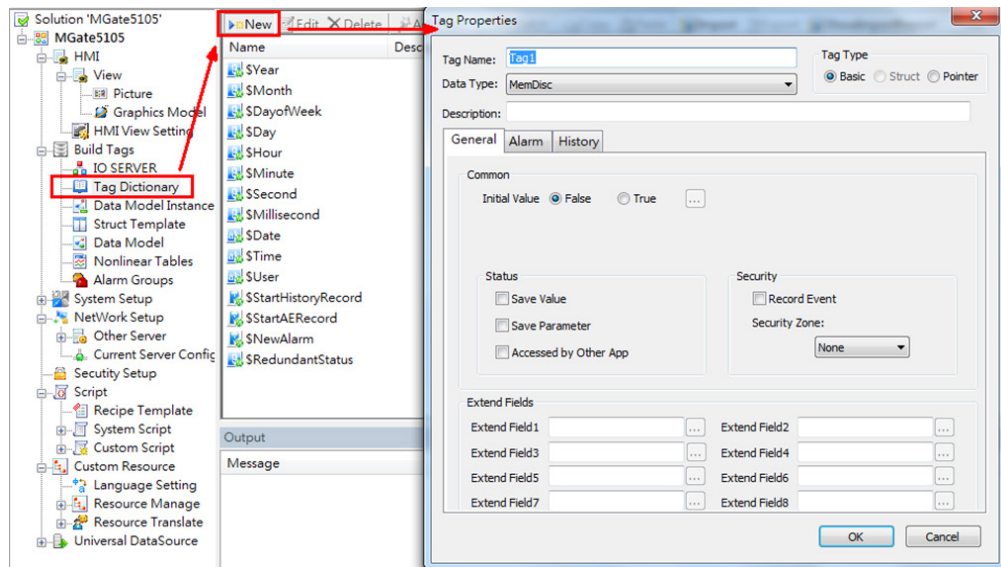 Solution 'MGate5105'
MGate5105
HMI
View
Picture
Graphics Model
HMI View Setting
Build Tags
IO SERVER
Tag Dictionary
Data Model Instance
Struct Template
Data Model
Nonlinear Tables
Alarm Groups
System Setup
NetWork Setup
Other Server
Current Server Config
Secutity Setup
Script
Recipe Template
System Script
Custom Script
Custom Resource
Language Setting
Resource Manage
Resource Translate
Universal DataSource
New Edit Delete
Name Desc
$Year
$Month
$DayofWeek
$Day
$Hour
$Minute
$Second
$Millisecond
$Date
$Time
$User
$StartHistoryRecord
$StartAERecord
$NewAlarm
$RedundantStatus
Output
Message
Tag Properties
Tag Name: Tag1
Data Type: MemDisc
Tag Type
Basic Struct Pointer
Description:
General Alarm History
Common
Initial Value False True ...
Status
Save Value
Save Parameter
Accessed by Other App
Security
Record Event
Security Zone:
None
Extend Fields
Extend Field1 ... Extend Field2 ...
Extend Field3 ... Extend Field4 ...
Extend Field5 ... Extend Field6 ...
Extend Field7 ... Extend Field8 ...
OK Cancel